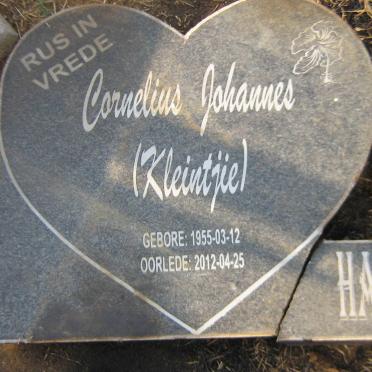 RUS IN
VREDE
Cornelius Johannes
(Kleintjie)
GEBORE: 1955-03-12
OORLEDE: 2012-04-25